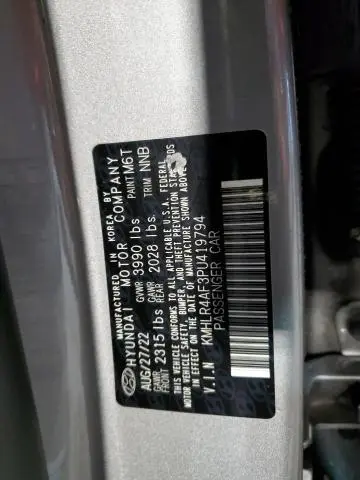 MANUFACTURED IN KOREA BY
HYUNDAI MOTOR COMPANY
AUG/27/22 GVWR 3990 lbs PAINT M6T
GAWR FRONT 2315 lbs GAWR REAR 2028 lbs. TRIM NNB
THIS VEHICLE CONFORMS TO ALL APPLICABLE U.S.A. FEDERAL
MOTOR VEHICLE SAFETY, BUMPER, AND THEFT PREVENTION STANDARDS
IN EFFECT ON THE DATE OF MANUFACTURE SHOWN ABOVE.
V.I.N KMHLR4AF3PU419794
PASSENGER CAR